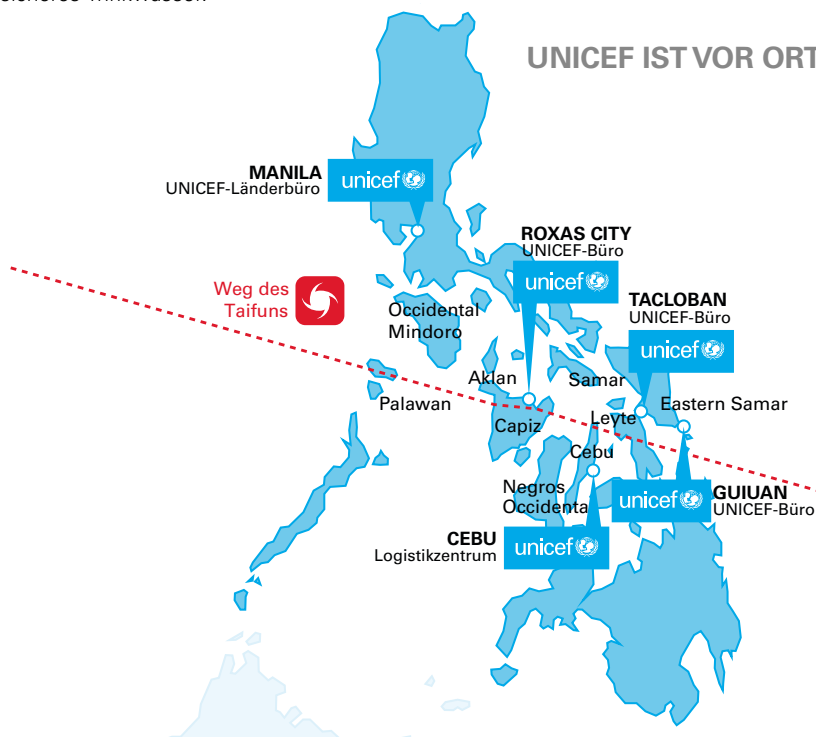 UNICEF IST VOR ORT
MANILA
UNICEF-Länderbüro
unicef
ROXAS CITY
UNICEF-Büro
unicef
Weg des
Taifuns
TACLOBAN
UNICEF-Büro
unicef
Occidental
Mindoro
Aklan
Samar
Palawan
Eastern Samar
Capiz
Leyte
Cebu
Negros
Occidenta
unicef
GUIUAN
UNICEF-Büro
CEBU
Logistikzentrum
unicef